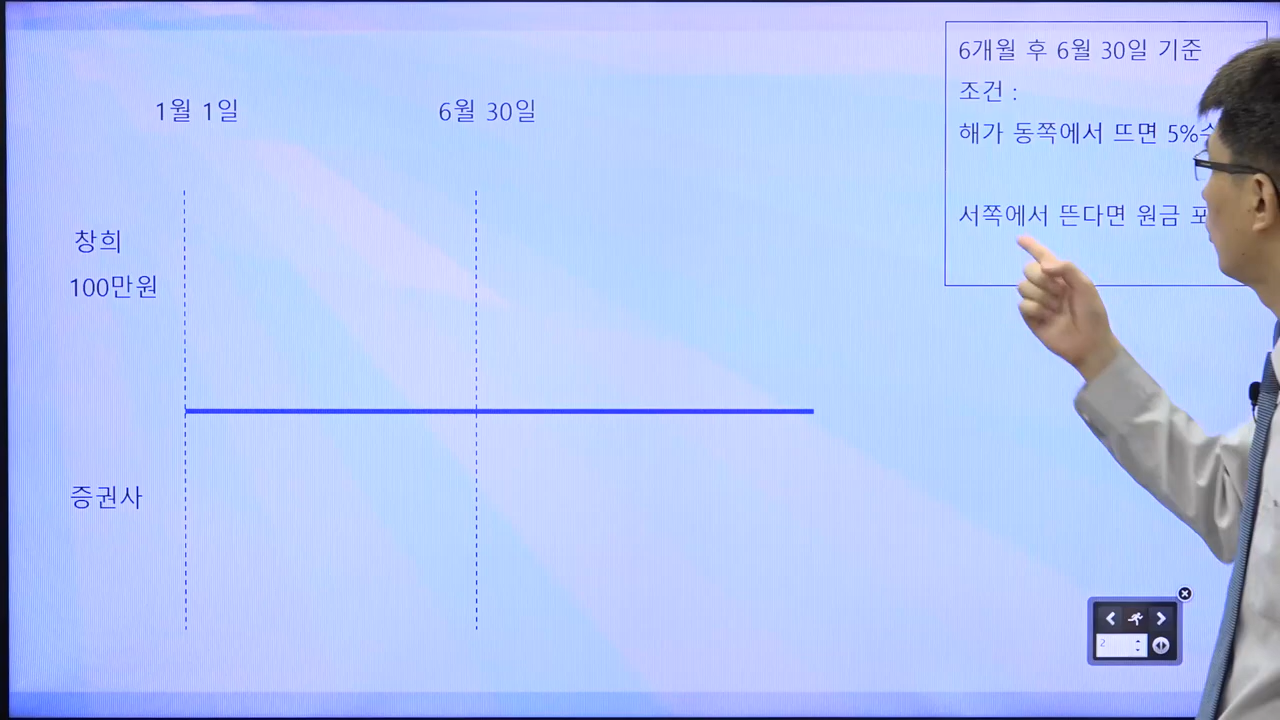 1월 1일
6월 30일
창희
100만원
증권사
6개월 후 6월 30일 기준
조건 :
해가 동쪽에서 뜨면 5%
서쪽에서 뜬다면 원금
2